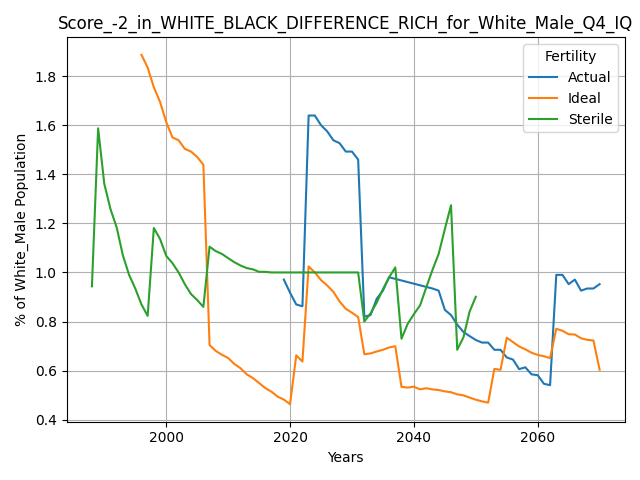 Score_-2_in_WHITE_BLACK_DIFFERENCE_RICH_for_White_Male_Q4_IQ
Fertility
Actual
Ideal
Sterile
% of White_Male Population
1.8
1.6
1.4
1.2
1.0
0.8
0.6
0.4
2000
2020
2040
2060
Years